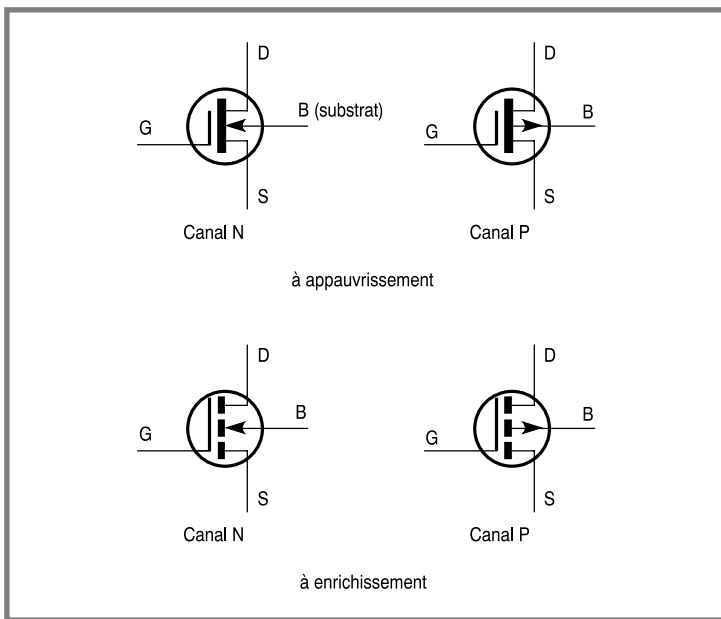 D
B (substrat)
G
S
Canal N
D
B
G
S
Canal P
à appauvrissement
D
B
G
S
Canal N
D
B
G
S
Canal P
à enrichissement